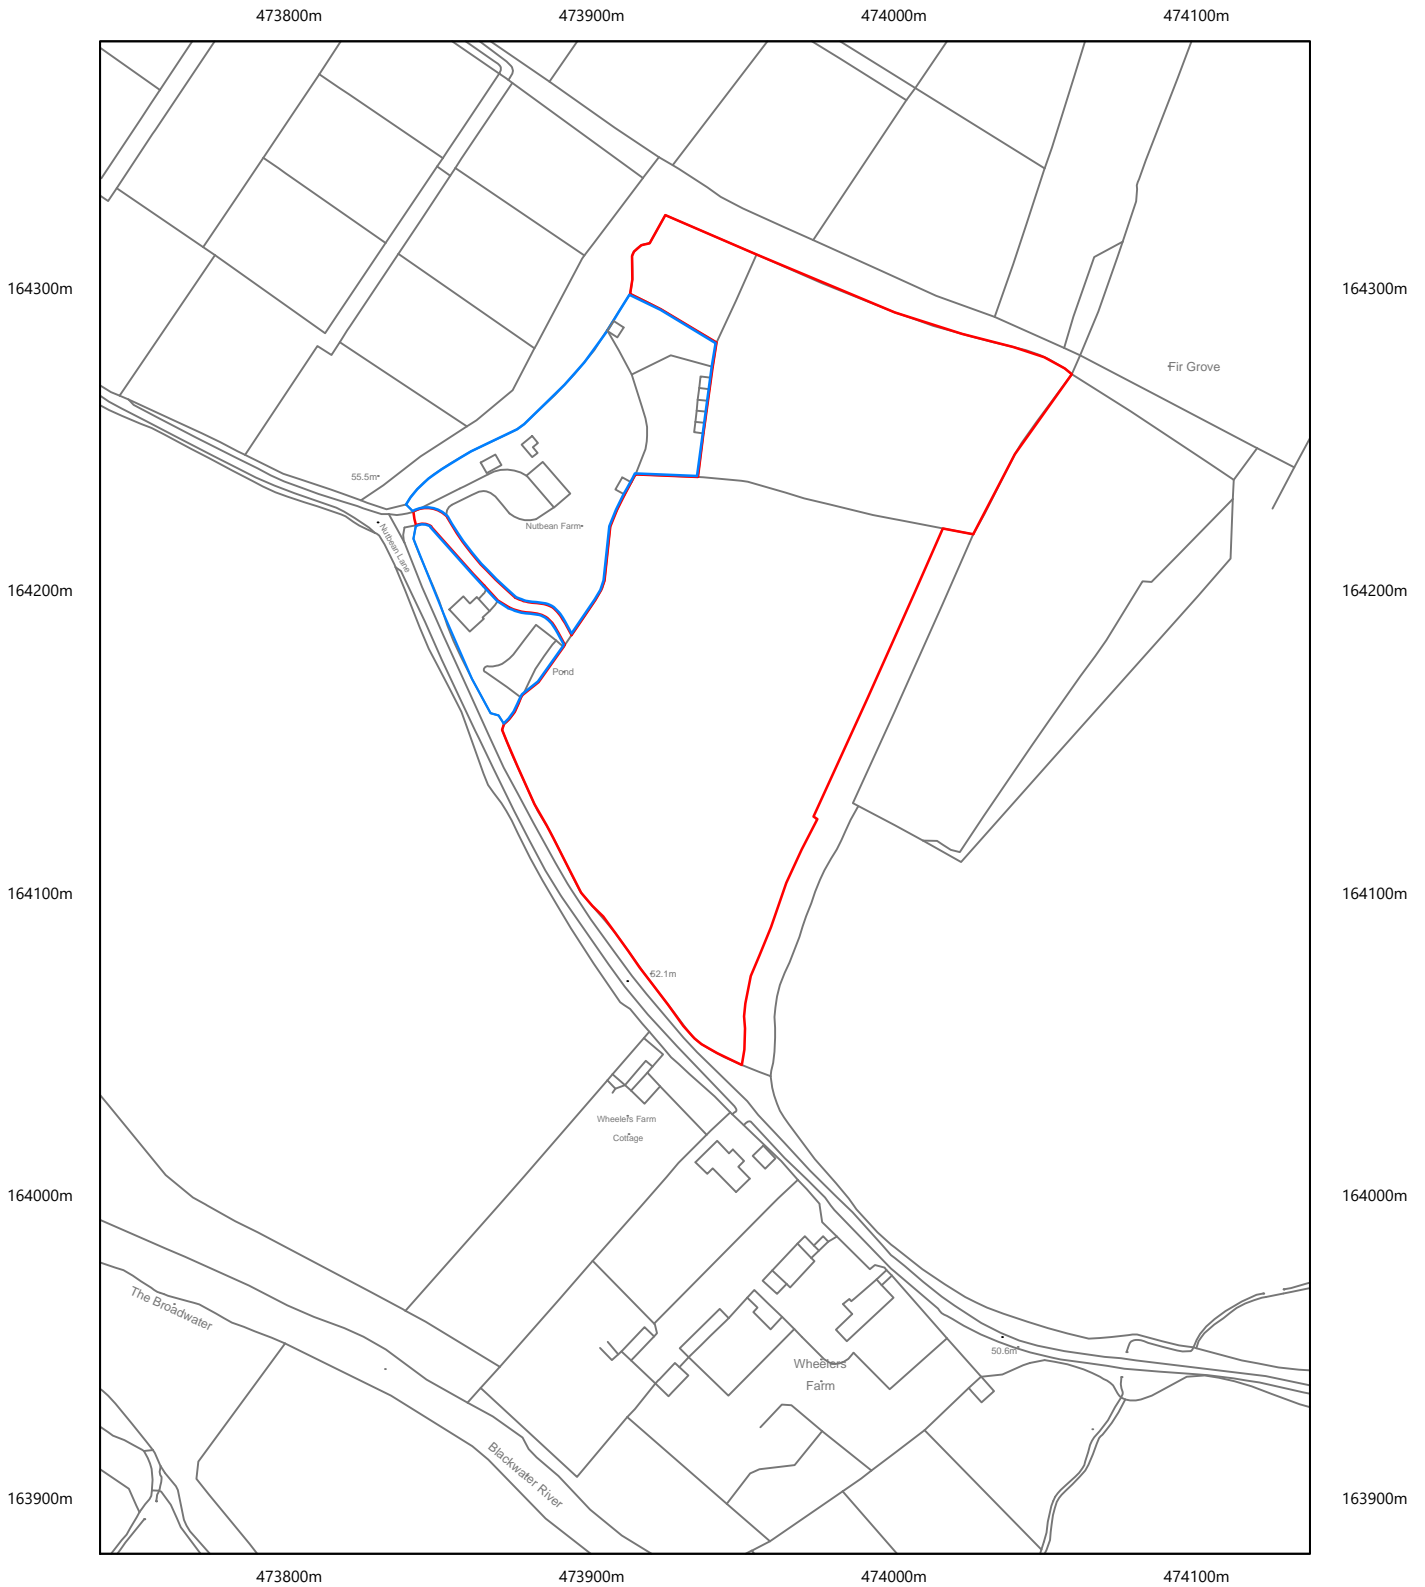 473800m 473900m 474000m 474100m
164300m 164300m
Fir Grove
55.5m
Nutbean Farm
Nutbean Lane
164200m 164200m
Pond
164100m 164100m
52.1m
Wheelers Farm
Cottage
164000m 164000m
The Broadwater
50.6m
Wheelers
Farm
Blackwater River
163900m 163900m
473800m 473900m 474000m 474100m